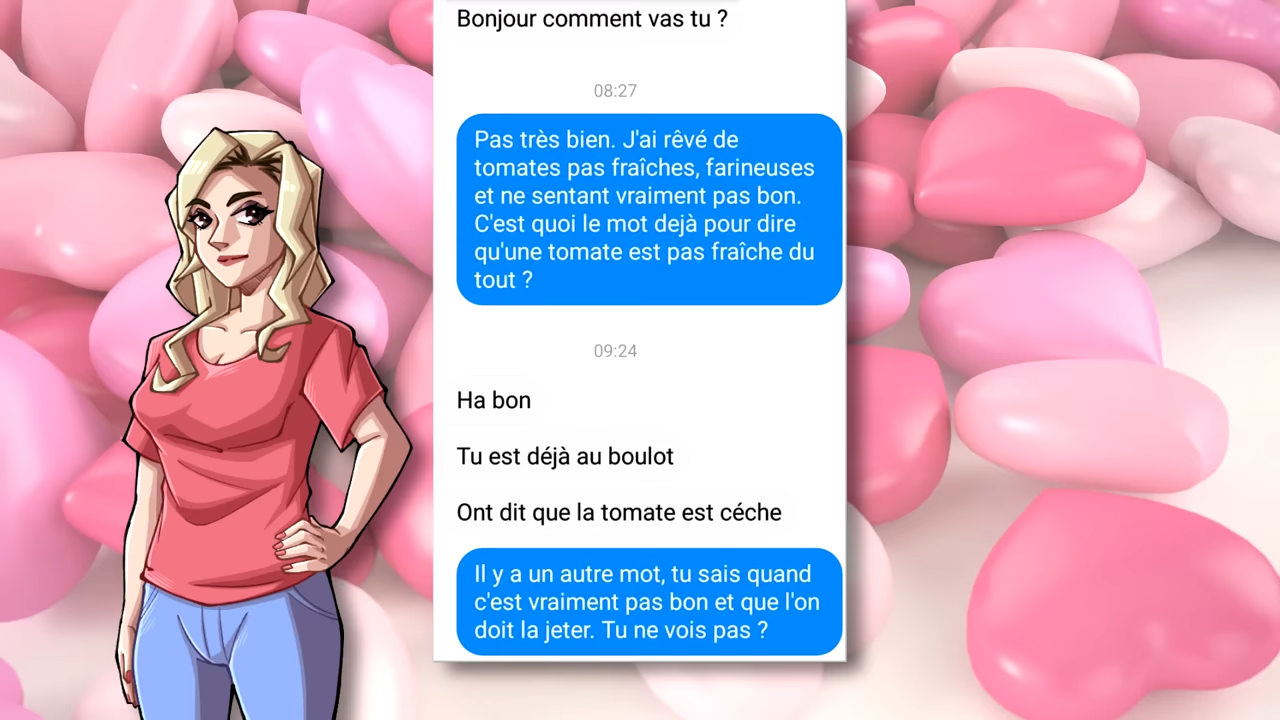 Bonjour comment vas tu ?
08:27
Pas très bien. J'ai rêvé de
tomates pas fraîches, farineuses
et ne sentant vraiment pas bon.
C'est quoi le mot dejà pour dire
qu'une tomate est pas fraîche du
tout ?
09:24
Ha bon
Tu est déjà au boulot
Ont dit que la tomate est céche
Il y a un autre mot, tu sais quand
c'est vraiment pas bon et que l'on
doit la jeter. Tu ne vois pas ?